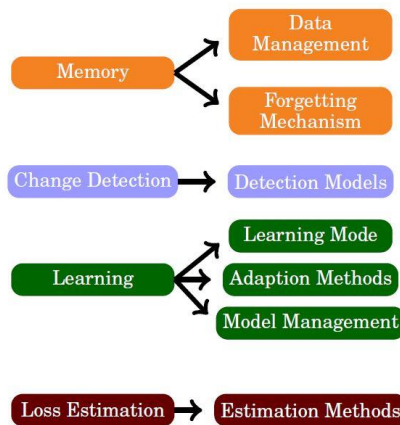 Data
Management
Memory
Forgetting
Mechanism
Change Detection
Detection Models
Learning Mode
Learning
Adaption Methods
Model Management
Loss Estimation
Estimation Methods